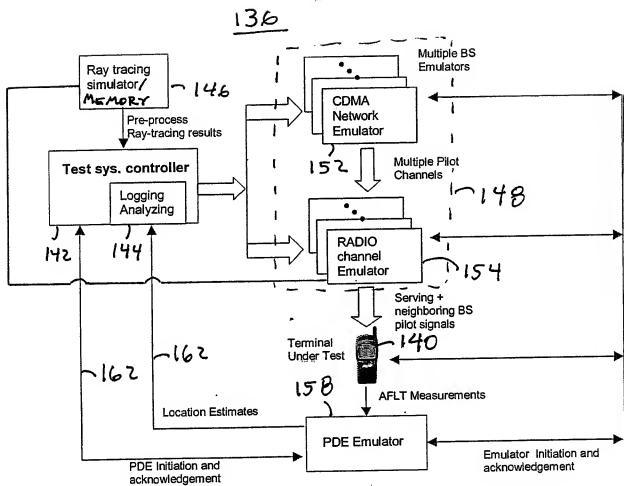 136
Ray tracing
simulator/
MEMORY
146
Multiple BS
Emulators
CDMA
Network
Emulator
152
Pre-process
Ray-tracing results
Test sys. controller
Logging
Analyzing
142
144
Multiple Pilot
Channels
148
RADIO
channel
Emulator
154
Serving +
neighboring BS
pilot signals
Terminal
Under Test
140
162
162
158
AFLT Measurements
Location Estimates
PDE Emulator
PDE Initiation and
acknowledgement
Emulator Initiation and
acknowledgement